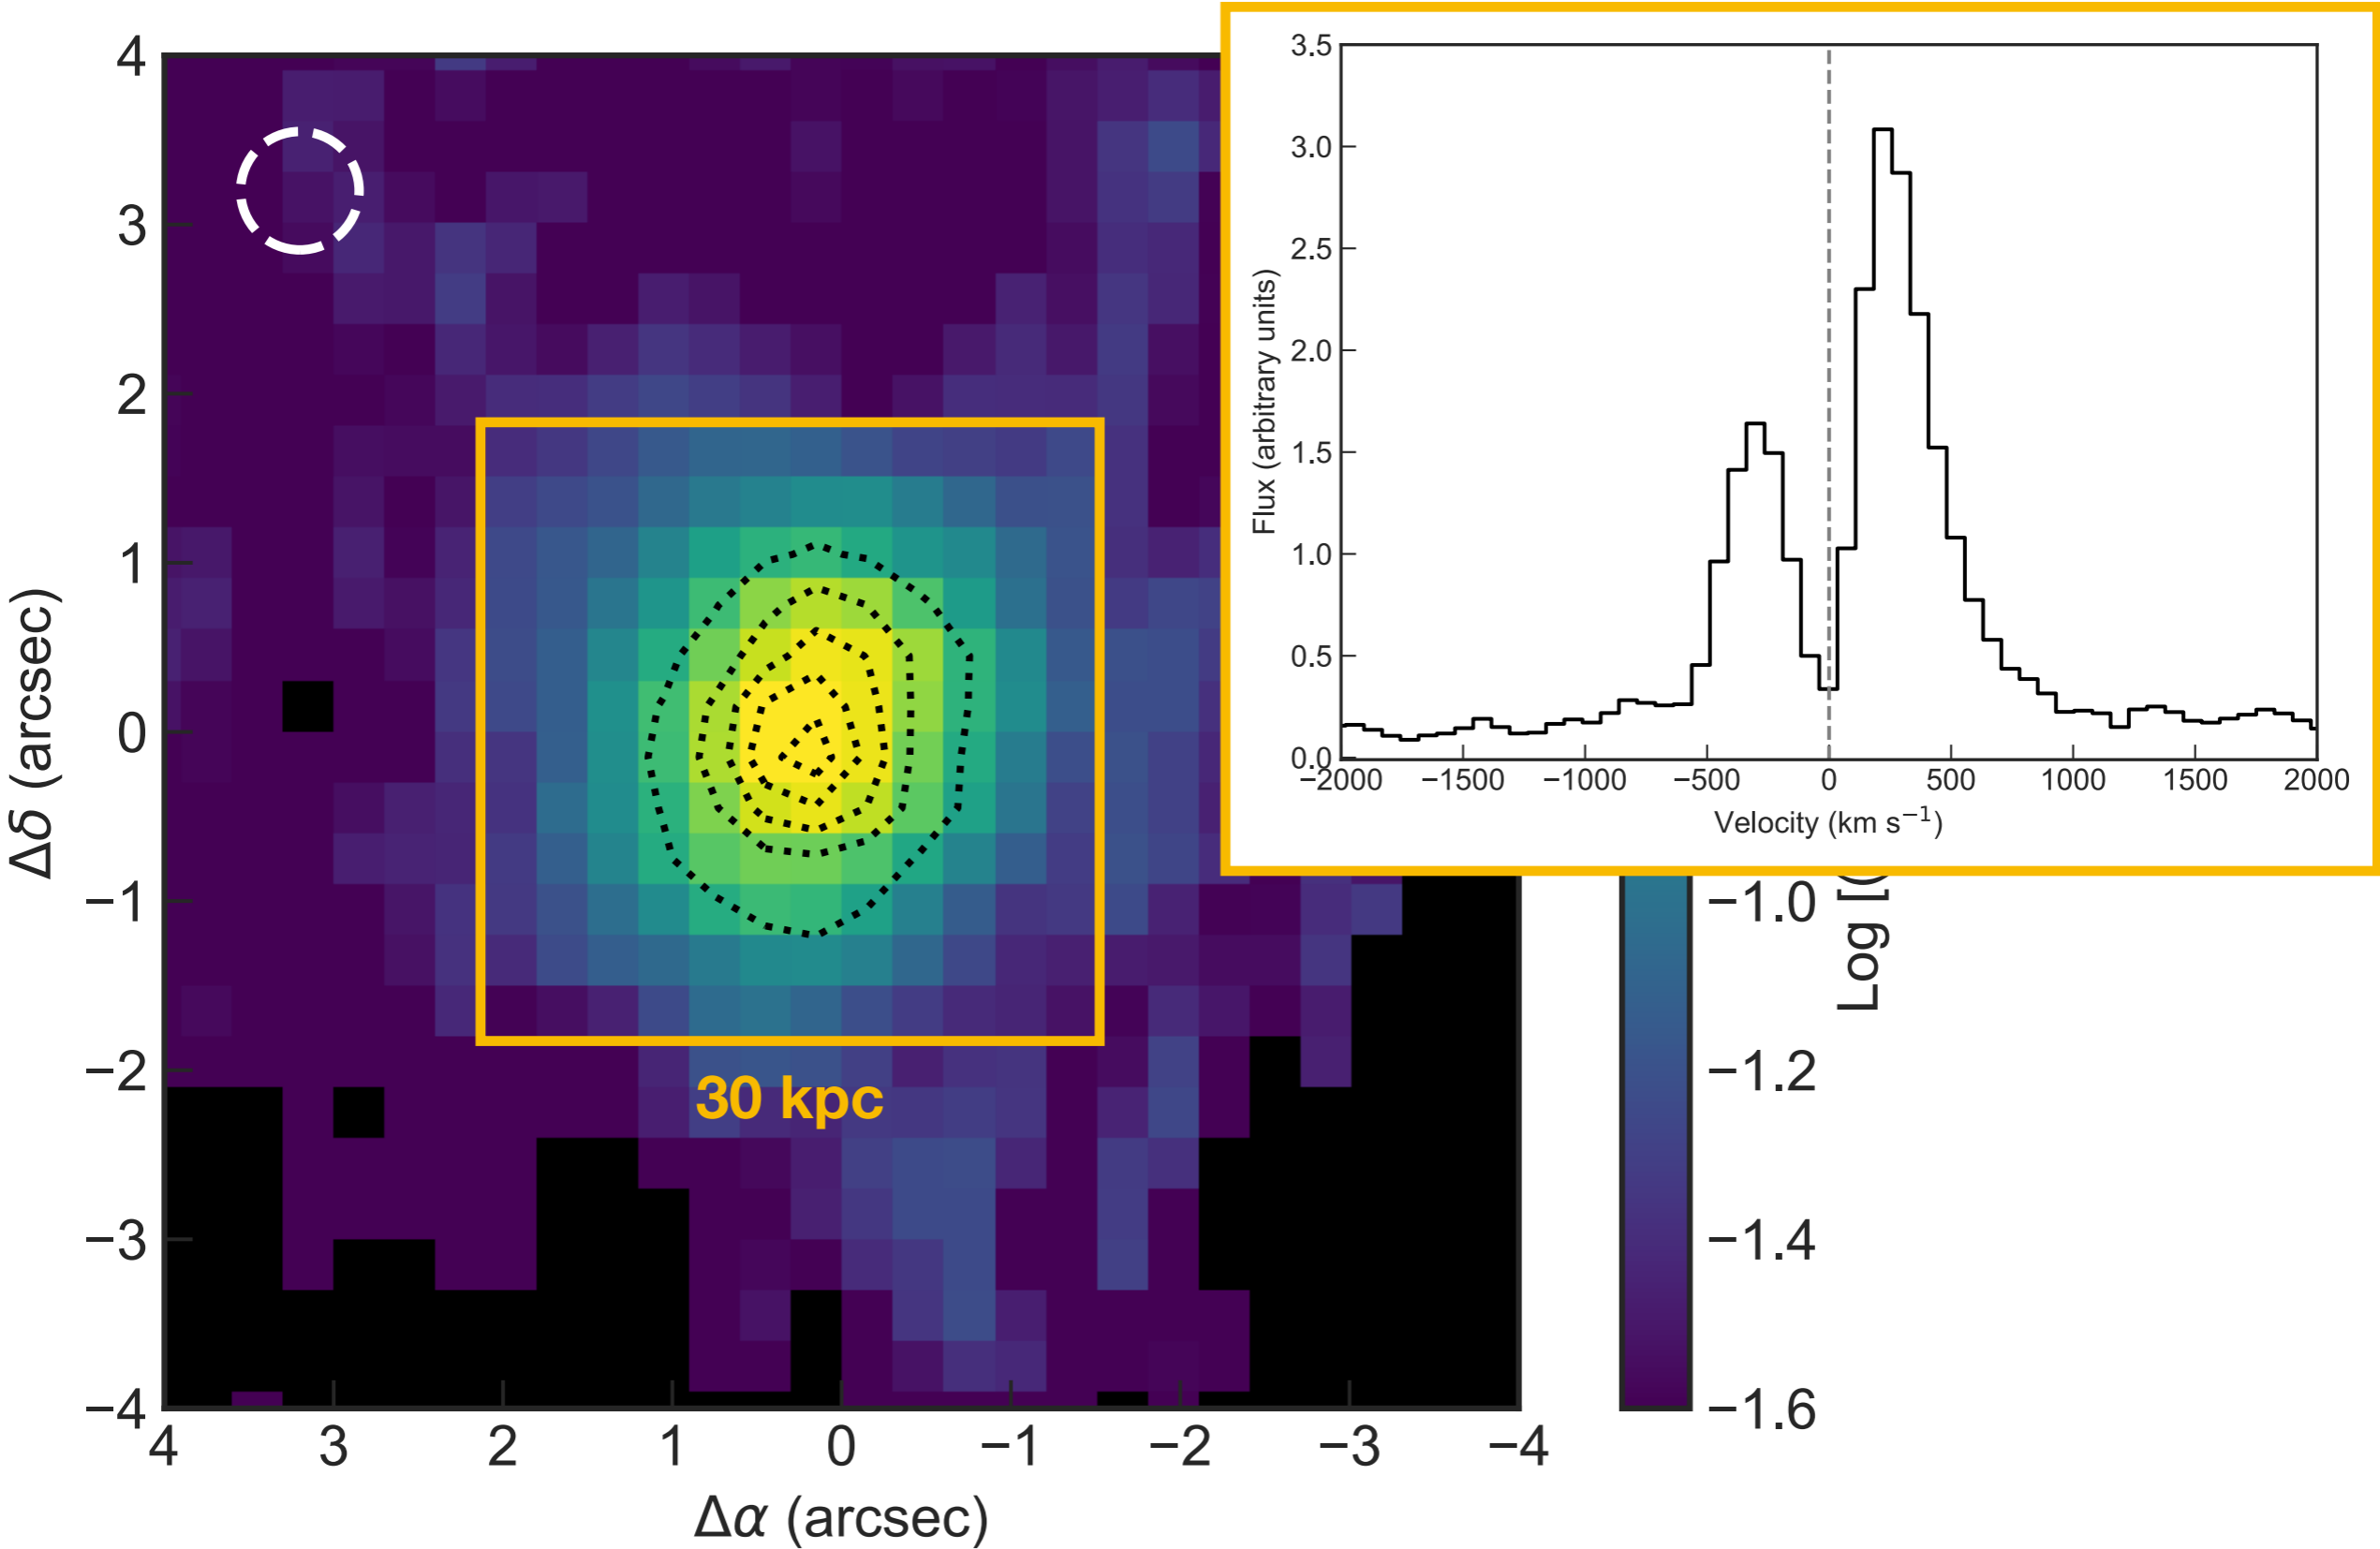 4
3
2
1
0
−1
−2
−3
−4
Δδ (arcsec)
4 3 2 1 0 −1 −2 −3 −4
Δα (arcsec)
30 kpc
3.5
3.0
2.5
2.0
1.5
1.0
0.5
0.0
Flux (arbitrary units)
−2000 −1500 −1000 −500 0 500 1000 1500 2000
Velocity (km s⁻¹)
−1.0
−1.2
−1.4
−1.6
Log [(